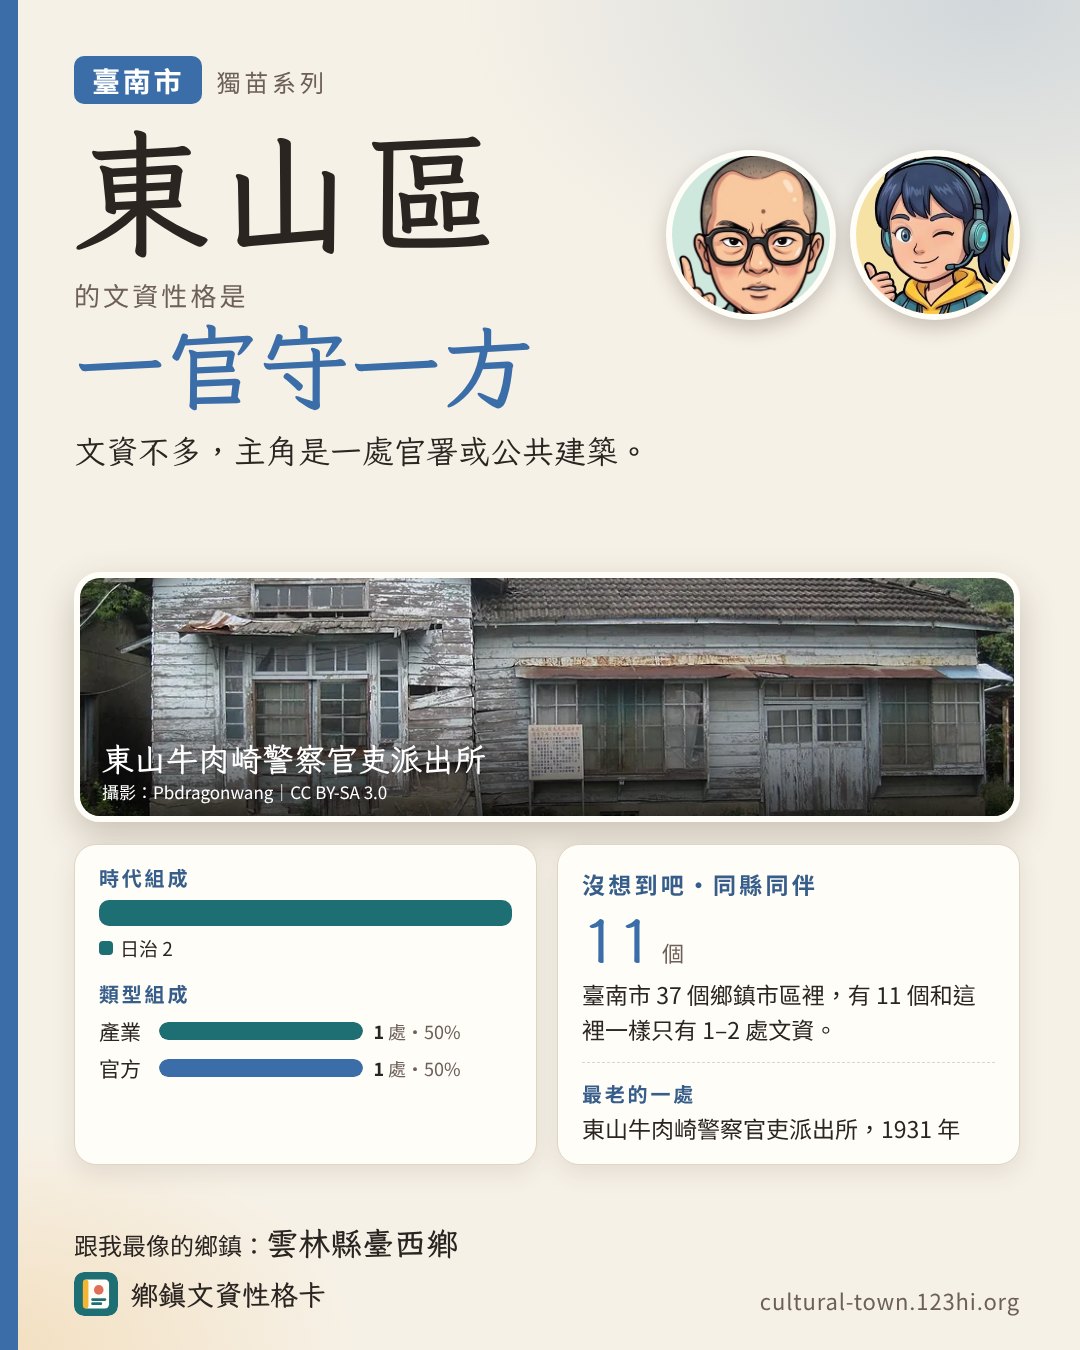 臺南市 獨苗系列
東山區
的文資性格是
一官守一方
文資不多，主角是一處官署或公共建築。
東山牛肉崎警察官吏派出所
攝影：Pbdragonwang｜CC BY-SA 3.0
時代組成
日治 2
類型組成
產業 1 處・50%
官方 1 處・50%
沒想到吧・同縣同伴
11 個
臺南市 37 個鄉鎮市區裡，有 11 個和這
裡一樣只有 1–2 處文資。
最老的一處
東山牛肉崎警察官吏派出所，1931 年
跟我最像的鄉鎮：雲林縣臺西鄉
鄉鎮文資性格卡
cultural-town.123hi.org